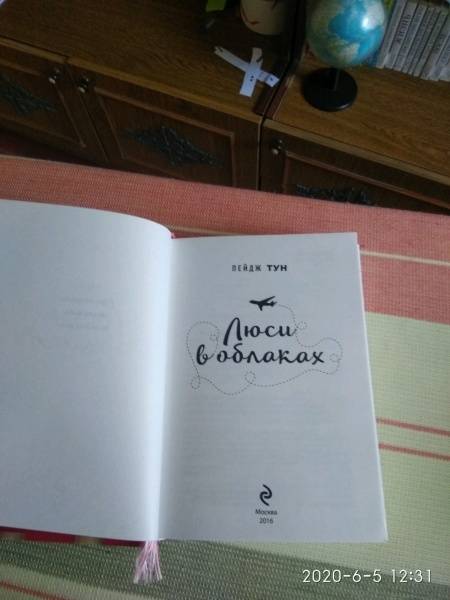 ПЕЙДЖ ТУН
Люси
в облаках
Москва
2016
2020-6-5 12:31